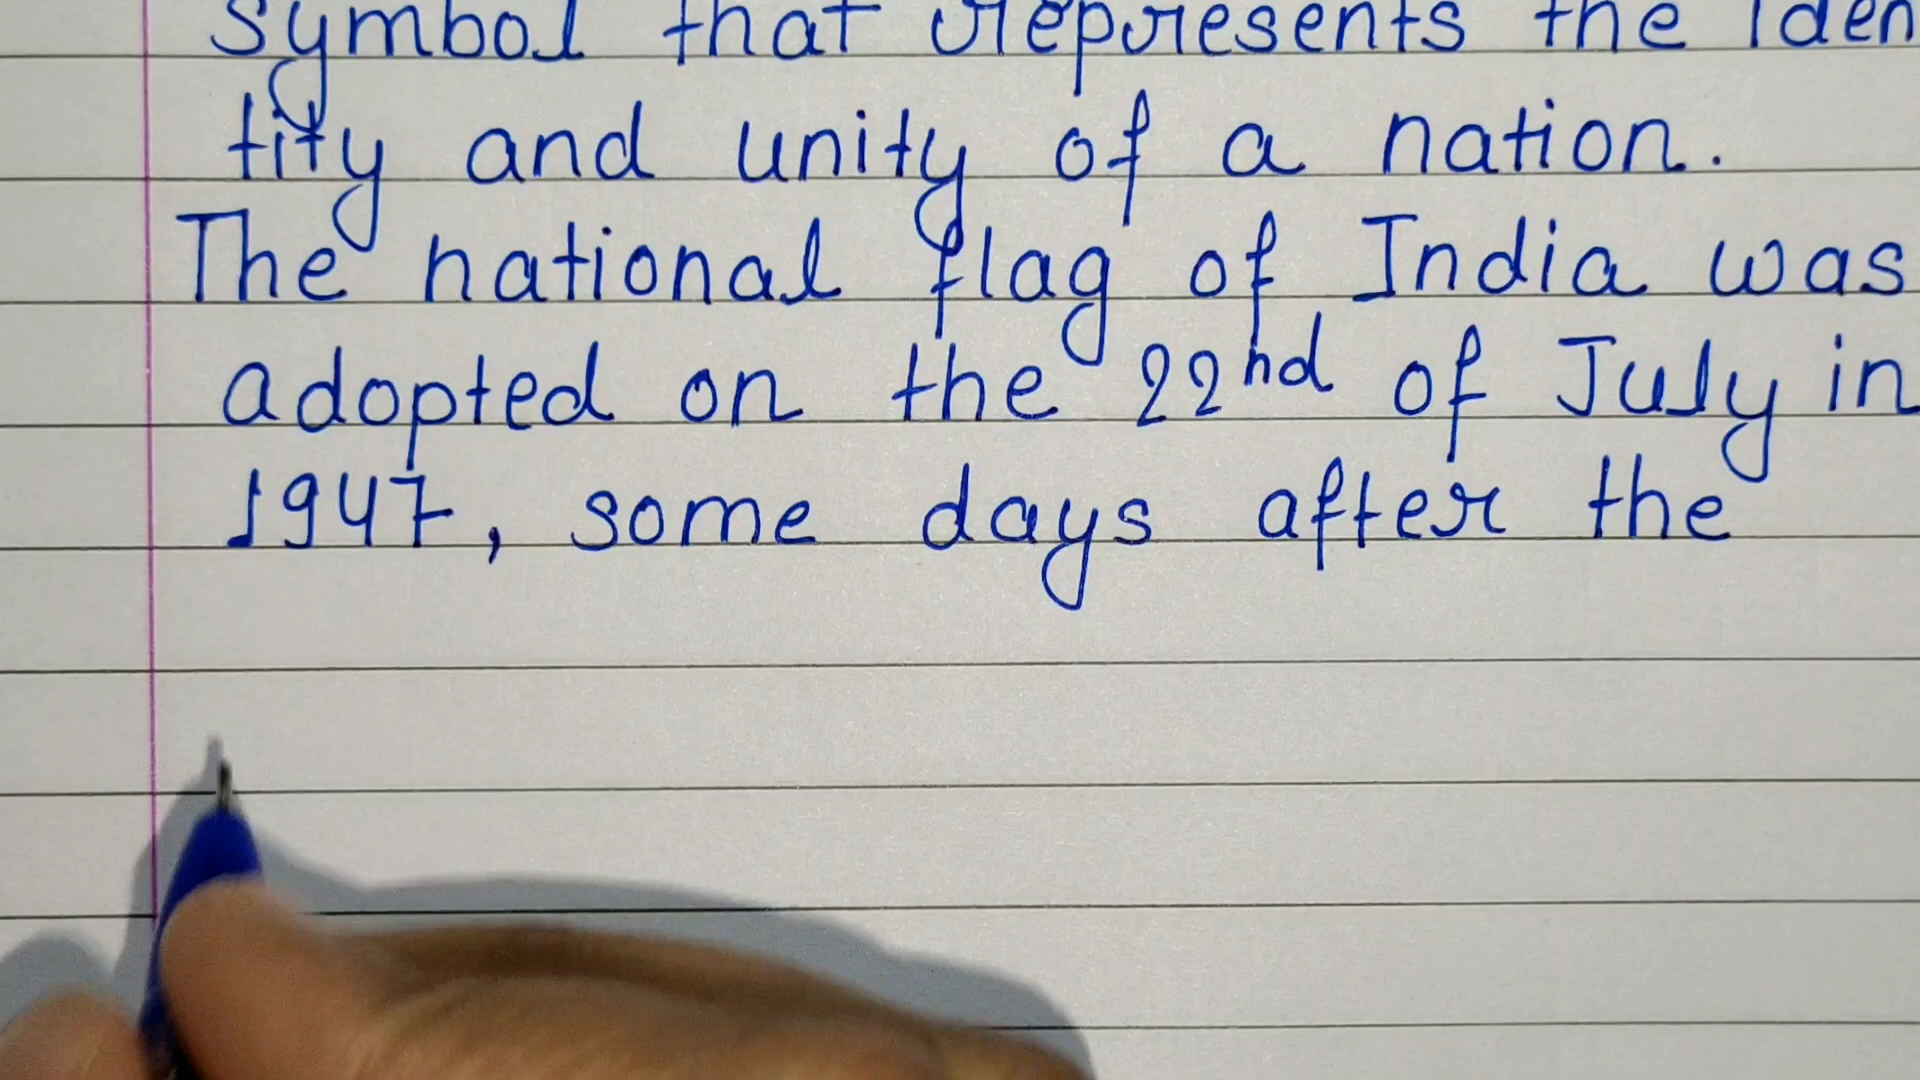 symbol that represents the iden
tity and unity of a nation.
The national flag of India was
adopted on the 22nd of July in
1947, some days after the